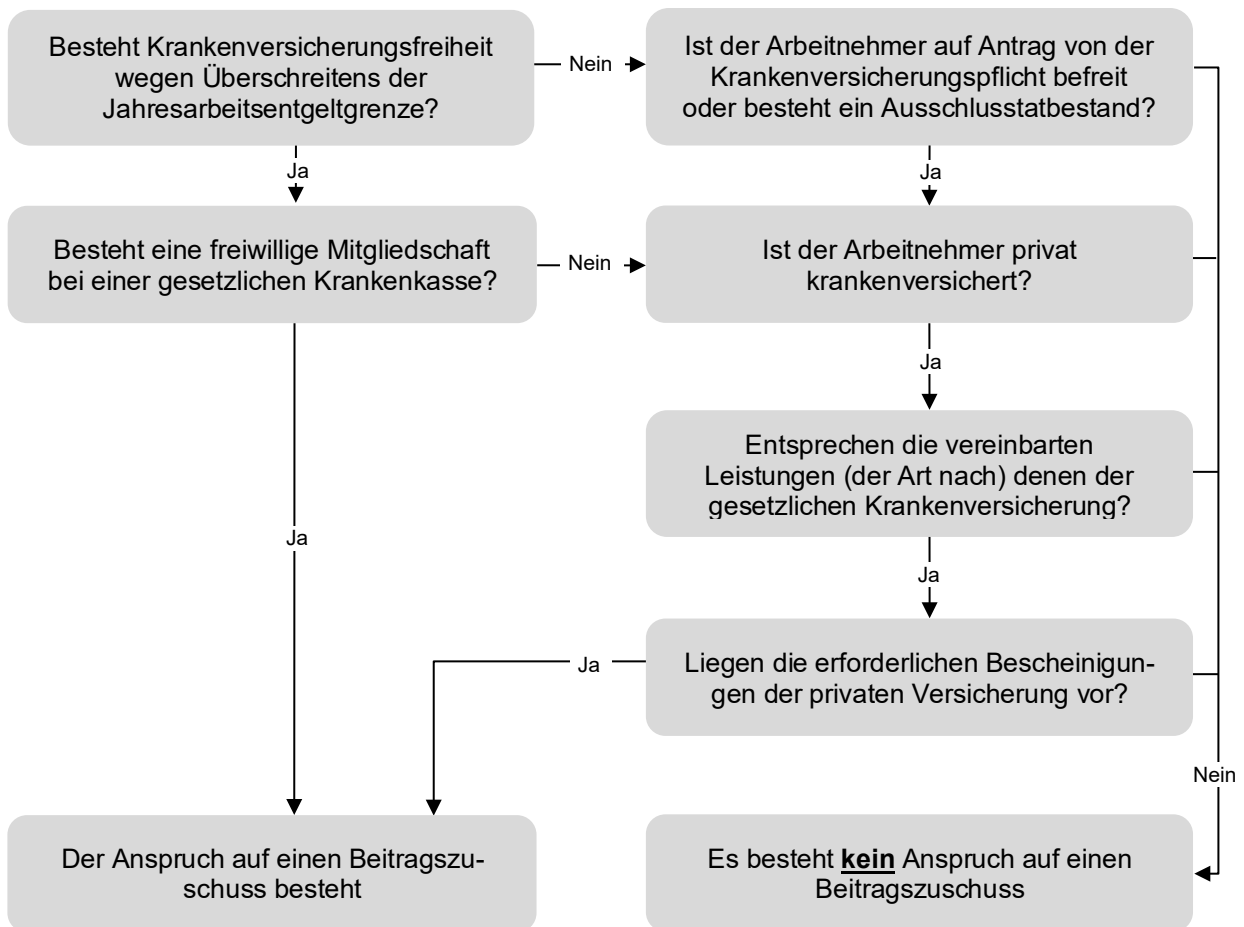 Besteht Krankenversicherungsfreiheit
wegen Überschreitens der
Jahresarbeitsentgeltgrenze?
Nein
Ist der Arbeitnehmer auf Antrag von der
Krankenversicherungspflicht befreit
oder besteht ein Ausschlusstatbestand?
Ja
Ja
Besteht eine freiwillige Mitgliedschaft
bei einer gesetzlichen Krankenkasse?
Nein
Ist der Arbeitnehmer privat
krankenversichert?
Ja
Entsprechen die vereinbarten
Leistungen (der Art nach) denen der
gesetzlichen Krankenversicherung?
Ja
Ja
Liegen die erforderlichen Bescheinigun-
gen der privaten Versicherung vor?
Ja
Nein
Der Anspruch auf einen Beitragszu-
schuss besteht
Es besteht kein Anspruch auf einen
Beitragszuschuss